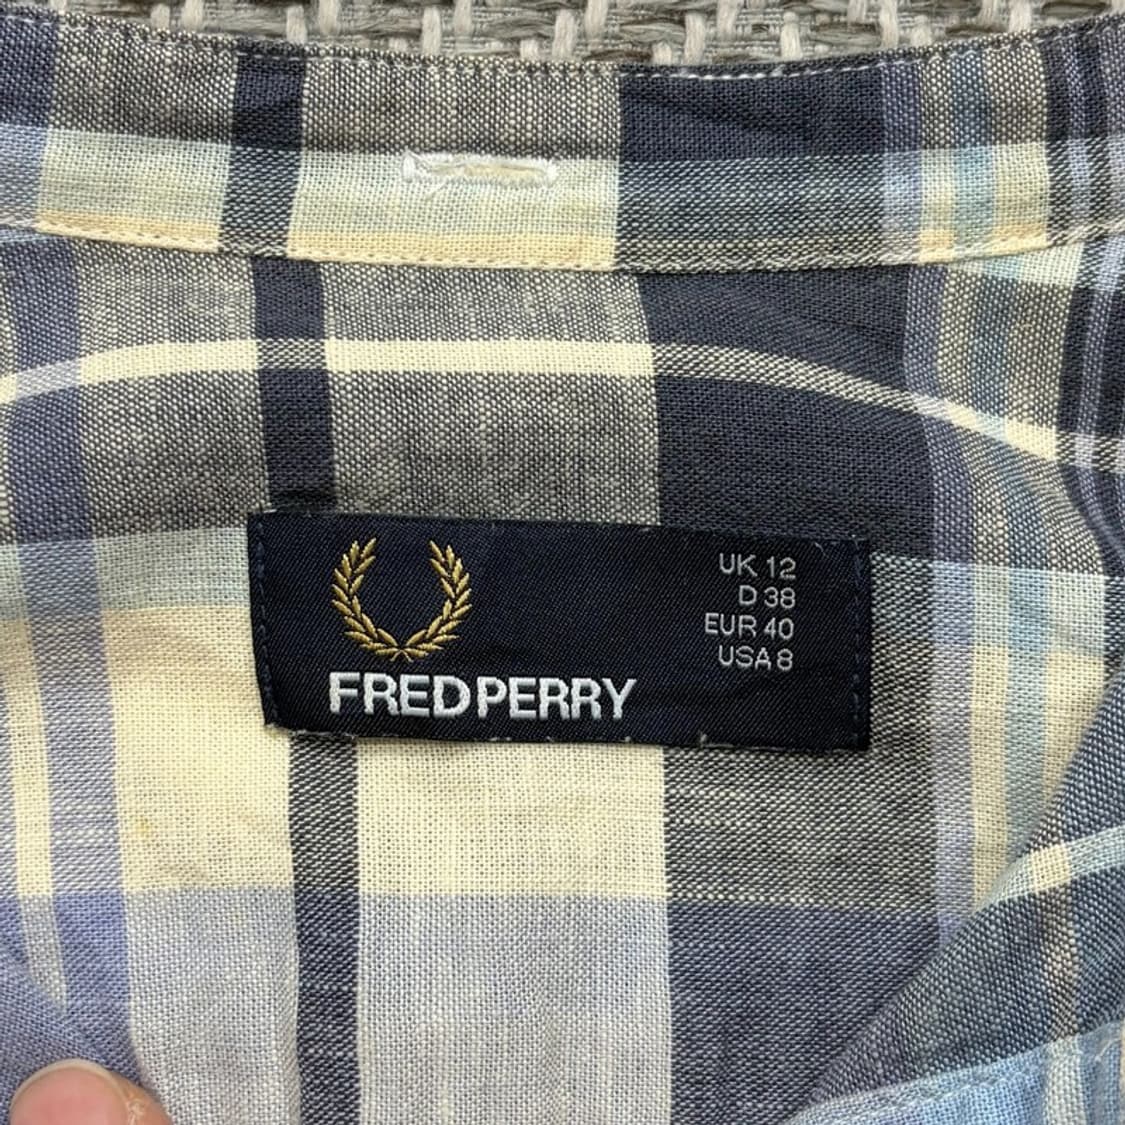 FRED PERRY
UK 12
D 38
EUR 40
USA 8